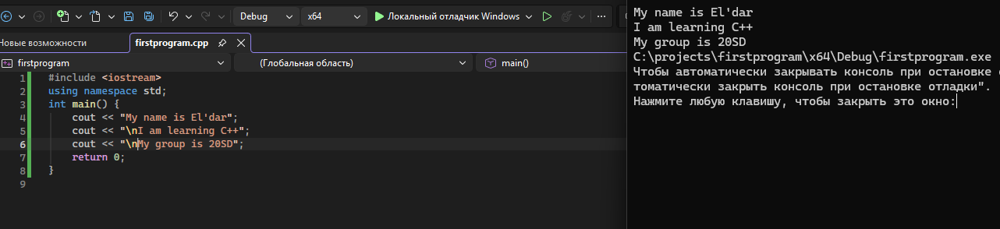 Debug
x64
Локальный отладчик Windows
Новые возможности
firstprogram.cpp
firstprogram
(Глобальная область)
main()
1 #include <iostream>
2 using namespace std;
3 int main() {
4 cout << "My name is El'dar";
5 cout << "\nI am learning C++";
6 cout << "\nMy group is 20SD";
7 return 0;
8 }
9
My name is El'dar
I am learning C++
My group is 20SD
C:\projects\firstprogram\x64\Debug\firstprogram.exe
Чтобы автоматически закрывать консоль при остановке
томатически закрыть консоль при остановке отладки".
Нажмите любую клавишу, чтобы закрыть это окно: